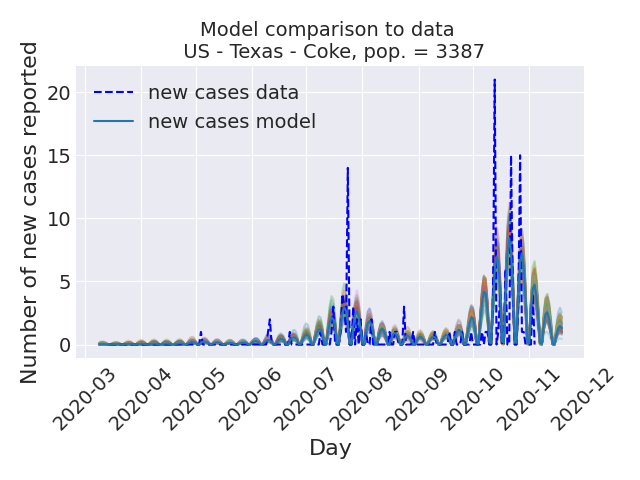 Model comparison to data
US - Texas - Coke, pop. = 3387
Number of new cases reported
20
15
10
5
0
new cases data
new cases model
2020-03
2020-04
2020-05
2020-06
2020-07
2020-08
2020-09
2020-10
2020-11
2020-12
Day